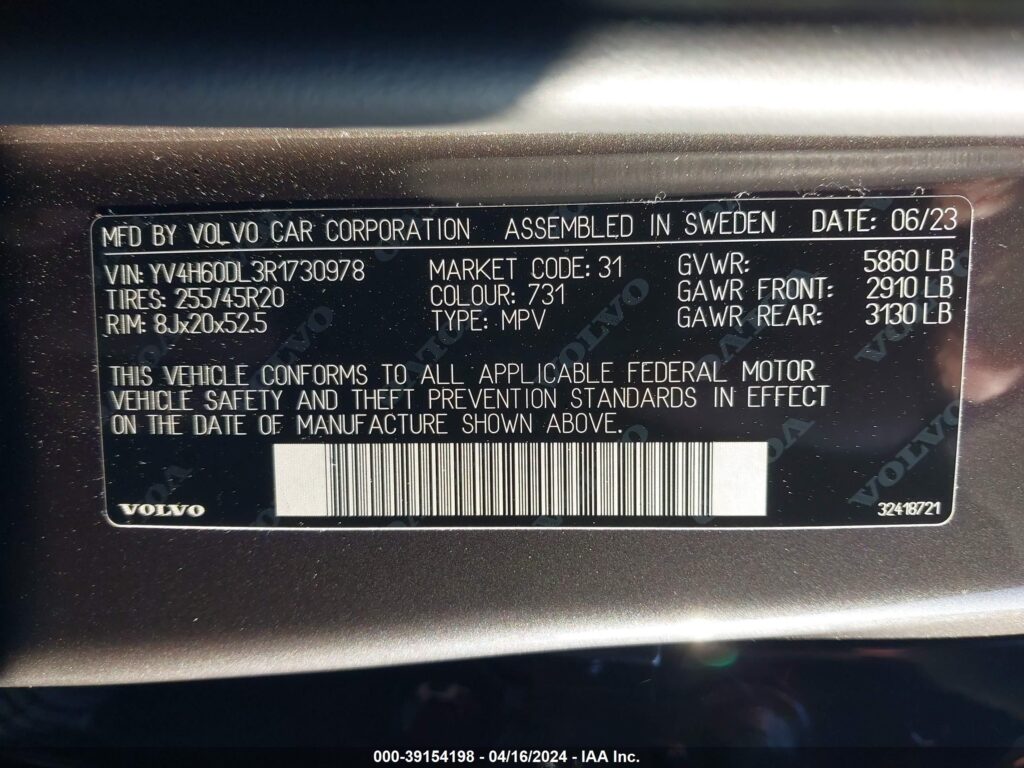 MFD BY VOLVO CAR CORPORATION ASSEMBLED IN SWEDEN DATE: 06/23
VIN: YV4H60DL3R1730978 MARKET CODE: 31 GVWR: 5860 LB
TIRES: 255/45R20 COLOUR: 731 GAWR FRONT: 2910 LB
RIM: 8Jx20x52.5 TYPE: MPV GAWR REAR: 3130 LB
THIS VEHICLE CONFORMS TO ALL APPLICABLE FEDERAL MOTOR
VEHICLE SAFETY AND THEFT PREVENTION STANDARDS IN EFFECT
ON THE DATE OF MANUFACTURE SHOWN ABOVE.
VOLVO 32418721
000-39154198 - 04/16/2024 - IAA Inc.